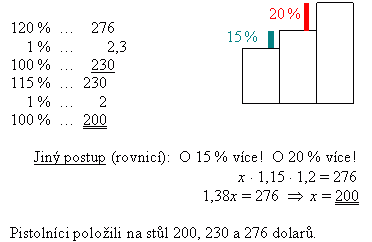 120 % ... 276
1 % ... 2,3
100 % ... 230
115 % ... 230
1 % ... 2
100 % ... 200
20 %
15 %
Jiný postup (rovnicí): O 15 % více! O 20 % více!
x · 1,15 · 1,2 = 276
1,38x = 276 ⇒ x = 200
Pistolníci položili na stůl 200, 230 a 276 dolarů.